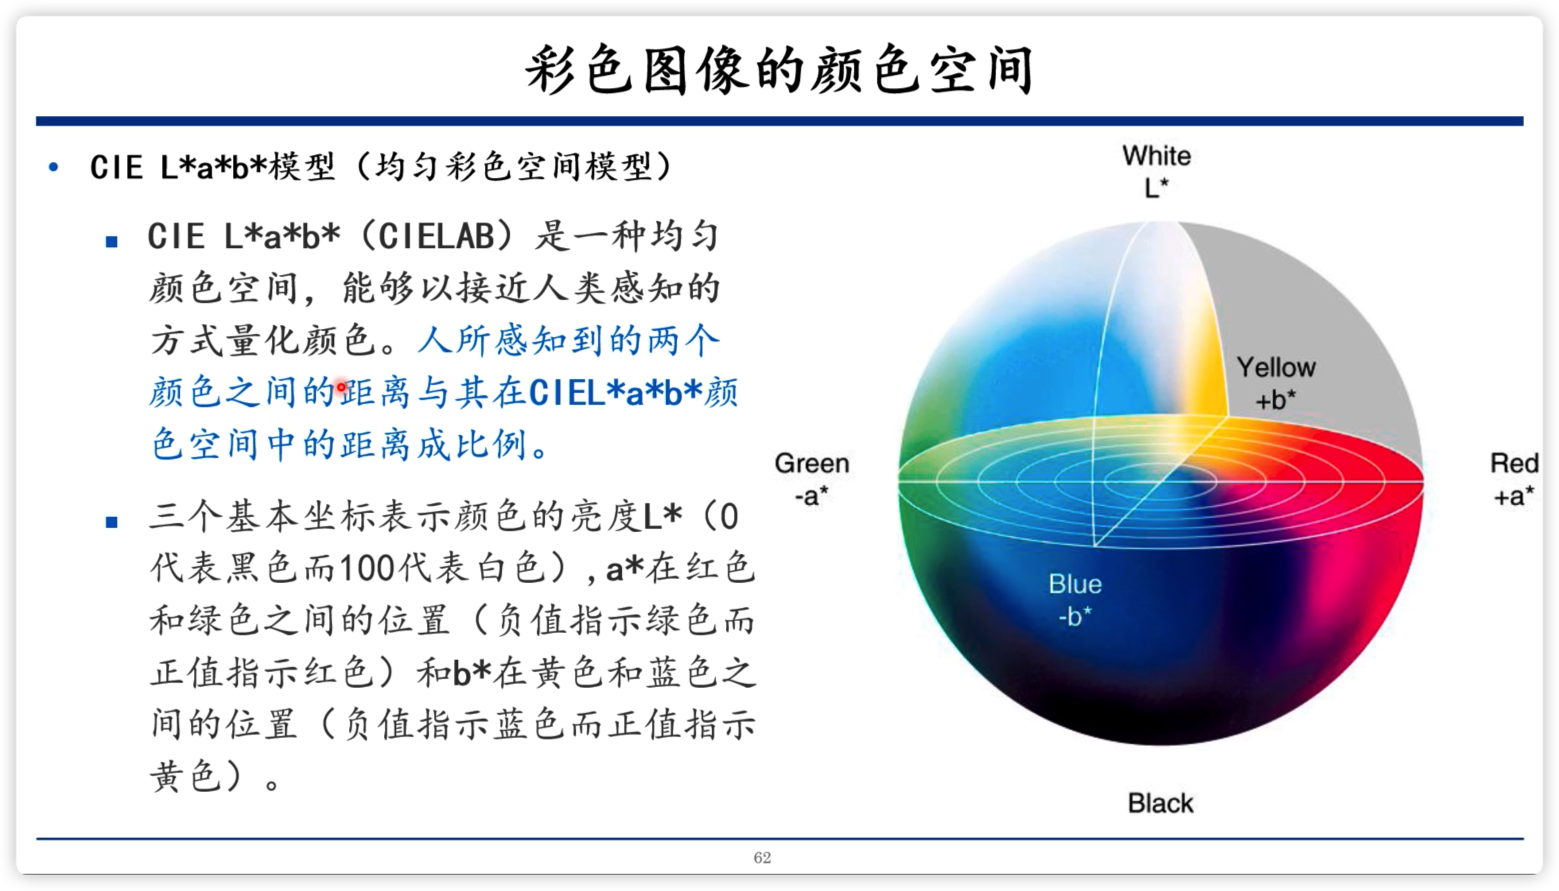 彩色图像的颜色空间
• CIE L*a*b*模型（均匀彩色空间模型）
▪ CIE L*a*b*（CIELAB）是一种均匀
颜色空间，能够以接近人类感知的
方式量化颜色。人所感知到的两个
颜色之间的距离与其在CIEL*a*b*颜
色空间中的距离成比例。
▪ 三个基本坐标表示颜色的亮度L*（0
代表黑色而100代表白色）,a*在红色
和绿色之间的位置（负值指示绿色而
正值指示红色）和b*在黄色和蓝色之
间的位置（负值指示蓝色而正值指示
黄色）。
White
L*
Yellow
+b*
Green
-a*
Red
+a*
Blue
-b*
Black
62